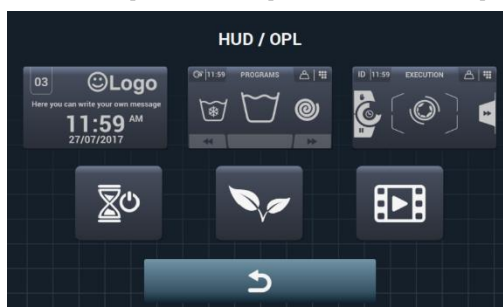 HUD / OPL
03
Logo
Here you can write your own message
11:59 AM
27/07/2017
11:59 PROGRAMS
ID 11:59 EXECUTION